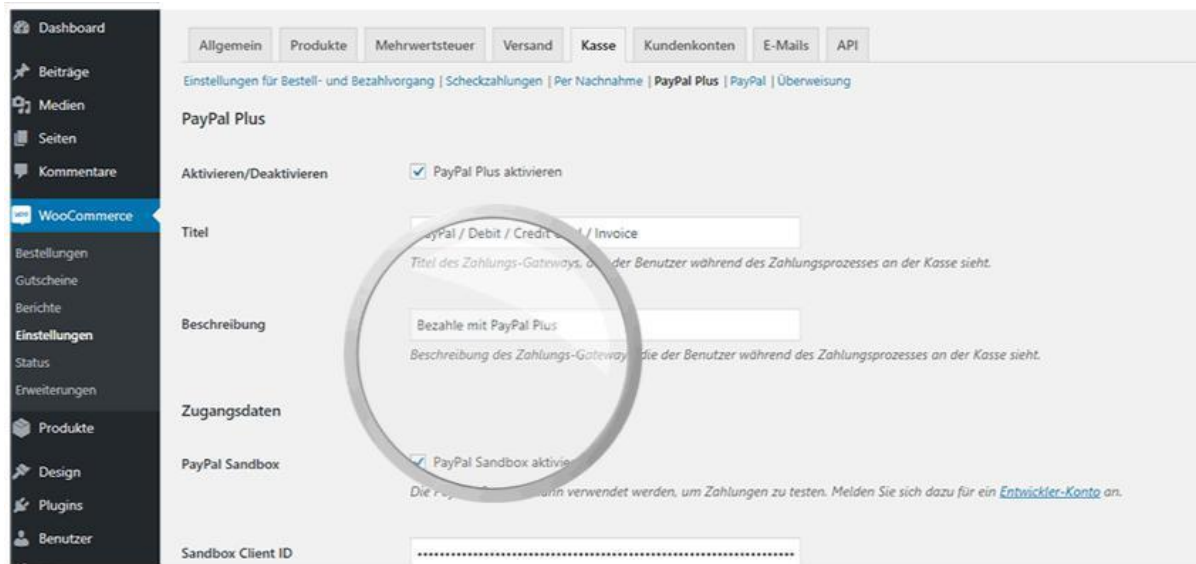 Dashboard
Beiträge
Medien
Seiten
Kommentare
WooCommerce
Bestellungen
Gutscheine
Berichte
Einstellungen
Status
Erweiterungen
Produkte
Design
Plugins
Benutzer
Allgemein Produkte Mehrwertsteuer Versand Kasse Kundenkonten E-Mails API
Einstellungen für Bestell- und Bezahlvorgang | Scheckzahlungen | Per Nachnahme | PayPal Plus | PayPal | Überweisung
PayPal Plus
Aktivieren/Deaktivieren PayPal Plus aktivieren
Titel / Debit / Credit / Invoice
Titel des Zahlungs-Gateways, der Benutzer während des Zahlungsprozesses an der Kasse sieht.
Beschreibung Bezahle mit PayPal Plus
Beschreibung des Zahlungs-Gateways die der Benutzer während des Zahlungsprozesses an der Kasse sieht.
Zugangsdaten
PayPal Sandbox PayPal Sandbox
Die verwendet werden, um Zahlungen zu testen. Melden Sie sich dazu für ein Entwickler-Konto an.
Sandbox Client ID